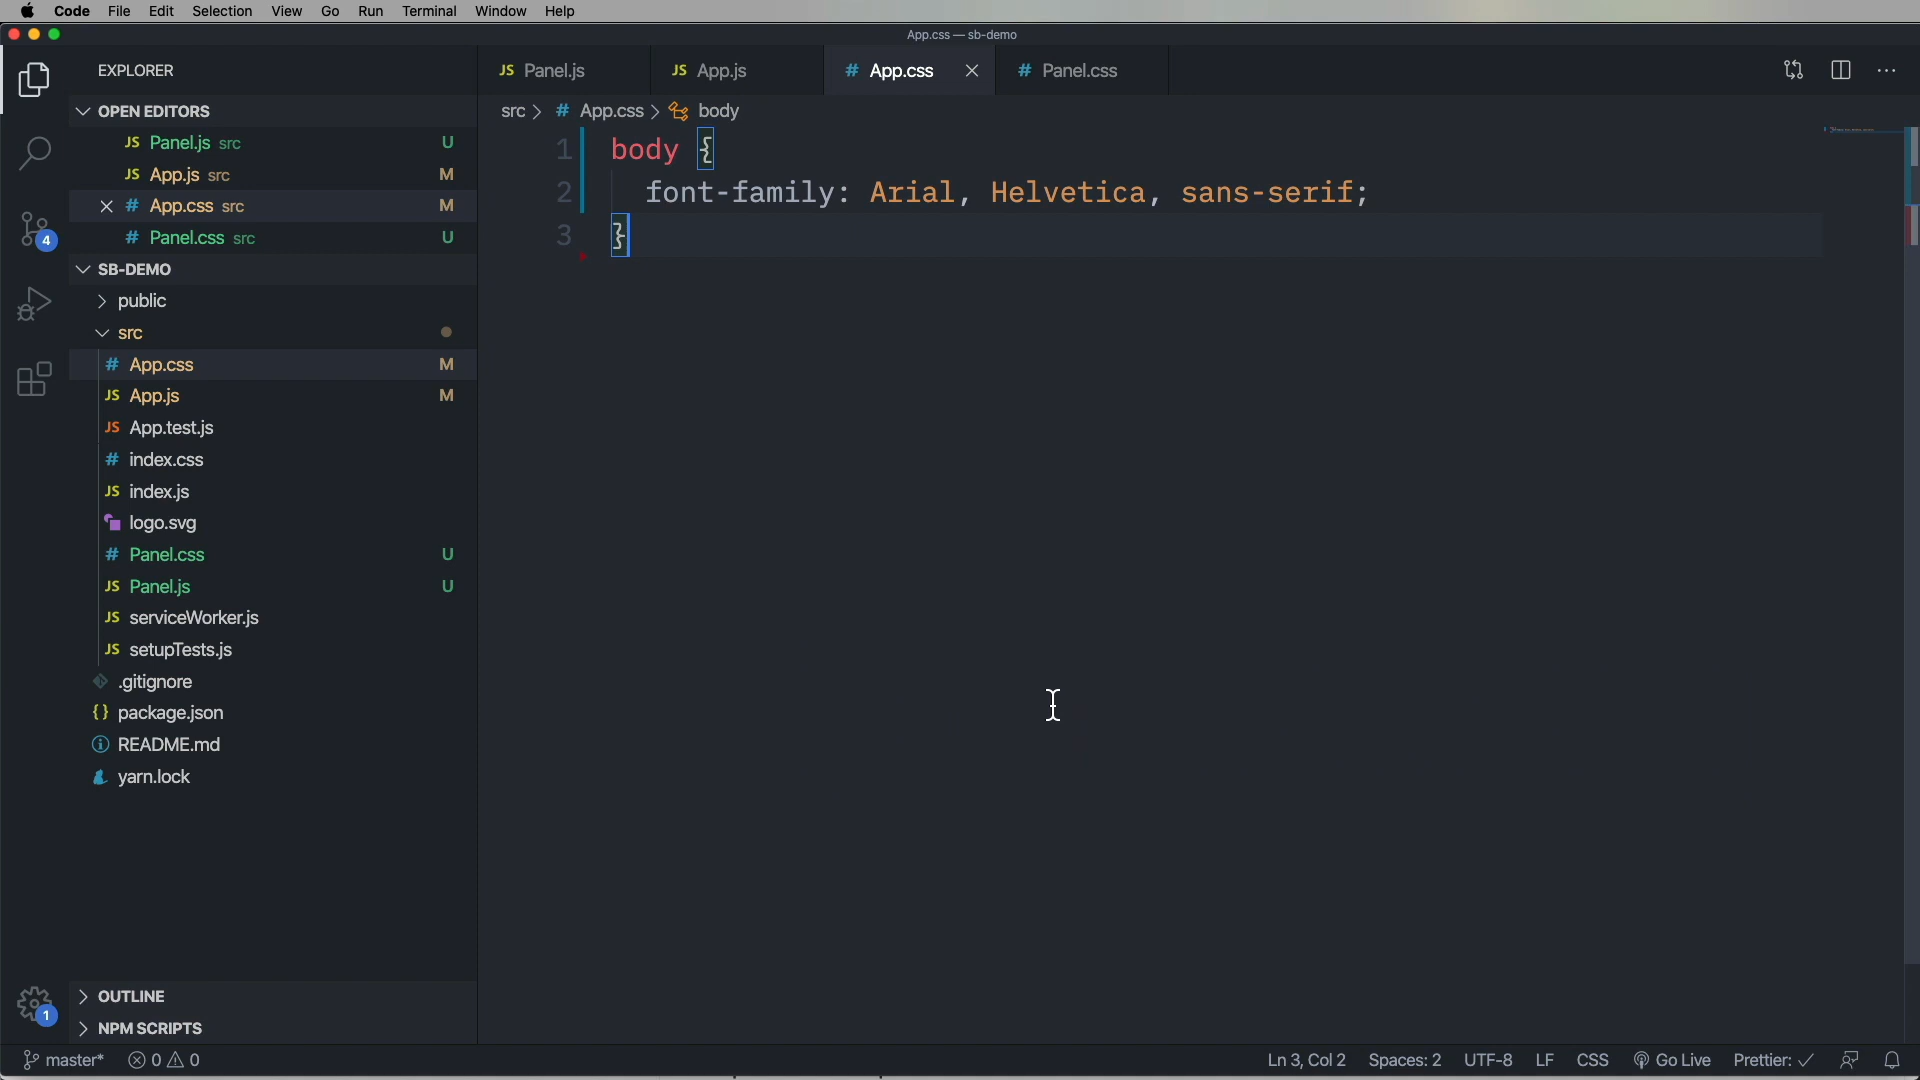 Code File Edit Selection View Go Run Terminal Window Help
App.css — sb-demo
EXPLORER
JS Panel.js
JS App.js
# App.css
# Panel.css
OPEN EDITORS
src > # App.css > body
JS Panel.js src U
JS App.js src M
# App.css src M
# Panel.css src U
1 body {
2 font-family: Arial, Helvetica, sans-serif;
3 }
4
SB-DEMO
public
src
# App.css M
JS App.js M
JS App.test.js
# index.css
JS index.js
logo.svg
# Panel.css U
JS Panel.js U
JS serviceWorker.js
JS setupTests.js
.gitignore
{} package.json
README.md
yarn.lock
OUTLINE
1
NPM SCRIPTS
master* 0 0 Ln 3, Col 2 Spaces: 2 UTF-8 LF CSS Go Live Prettier: ✓